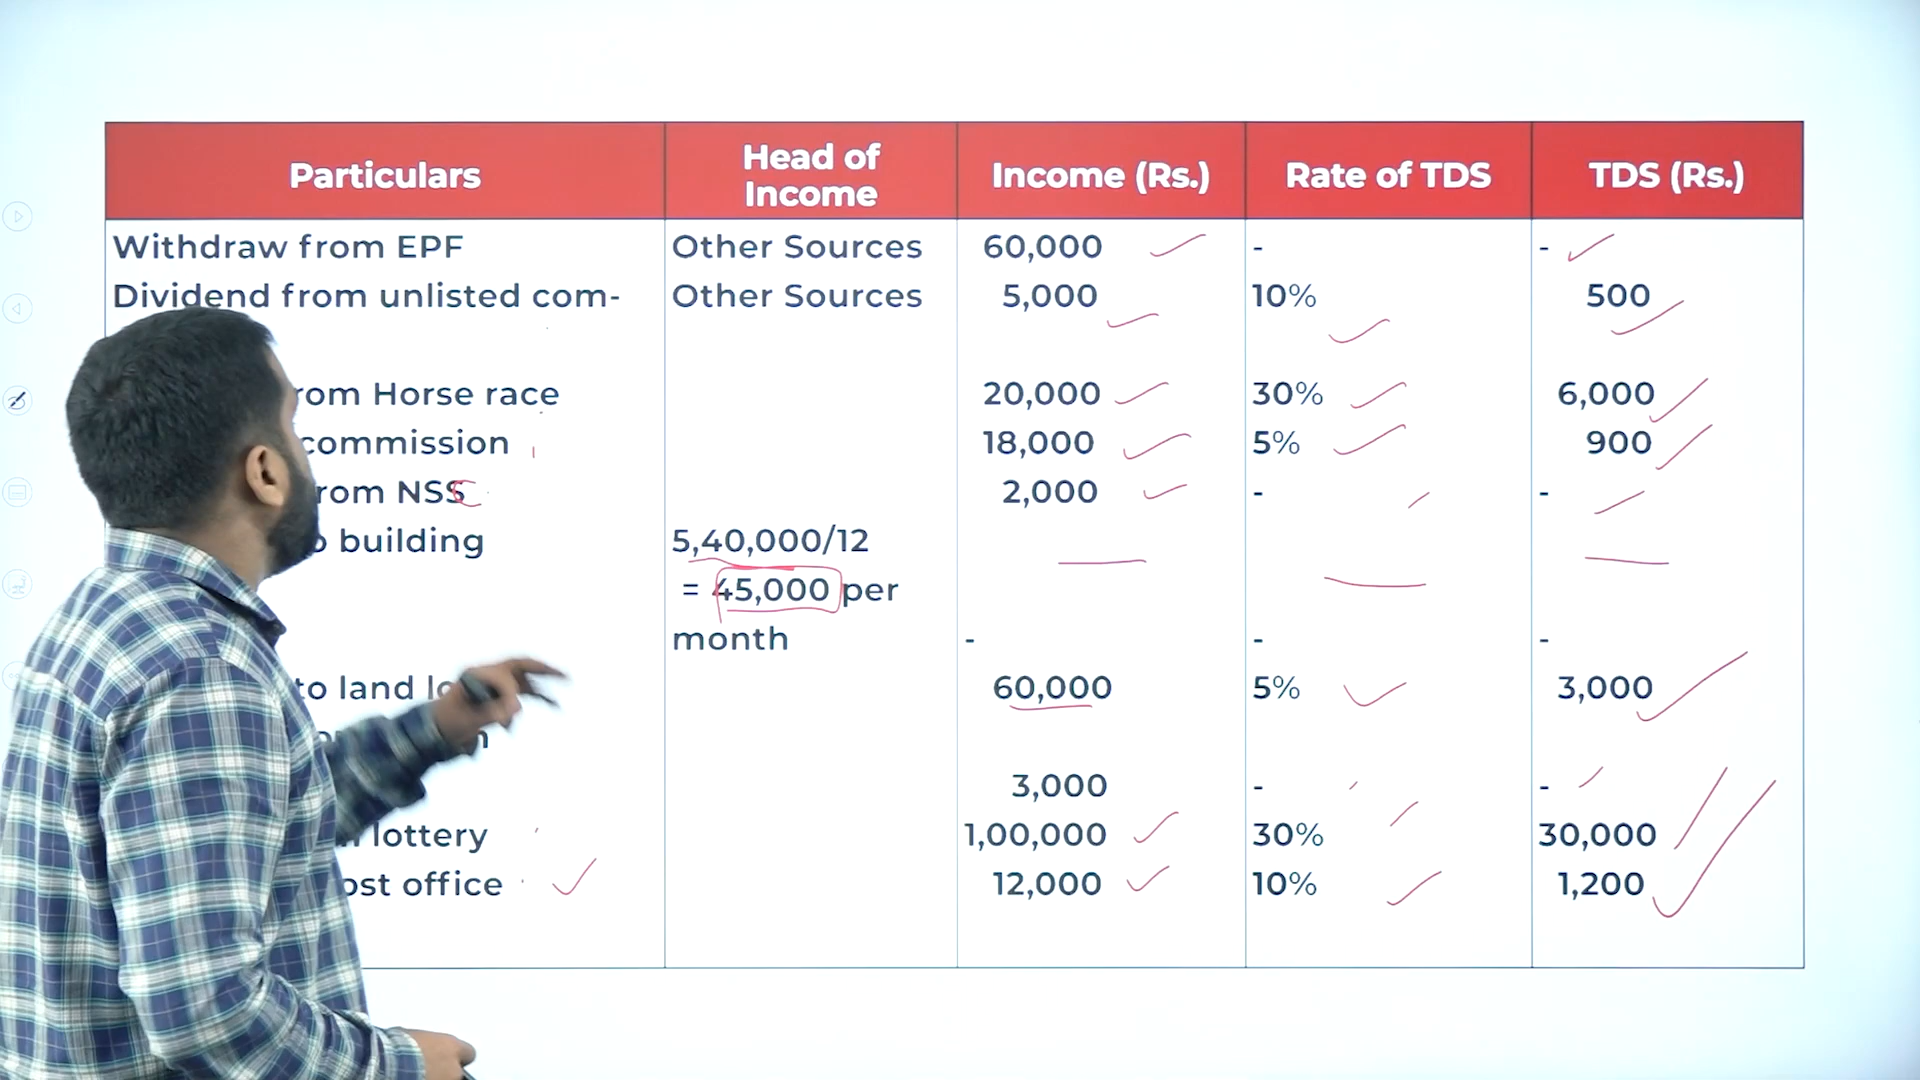 Particulars Head of Income Income (Rs.) Rate of TDS TDS (Rs.)
Withdraw from EPF Other Sources 60,000 - -
Dividend from unlisted com- Other Sources 5,000 10% 500
Horse race 20,000 30% 6,000
commission 18,000 5% 900
from NSS 2,000 - -
building 5,40,000/12
= 45,000 per
month - - -
to land 60,000 5% 3,000
3,000 - -
lottery 1,00,000 30% 30,000
office 12,000 10% 1,200